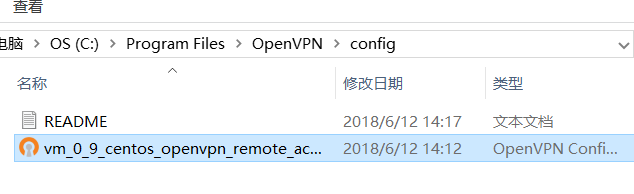 查看
电脑 › OS (C:) › Program Files › OpenVPN › config
名称 修改日期 类型
README 2018/6/12 14:17 文本文档
vm_0_9_centos_openvpn_remote_ac... 2018/6/12 14:12 OpenVPN Confi...